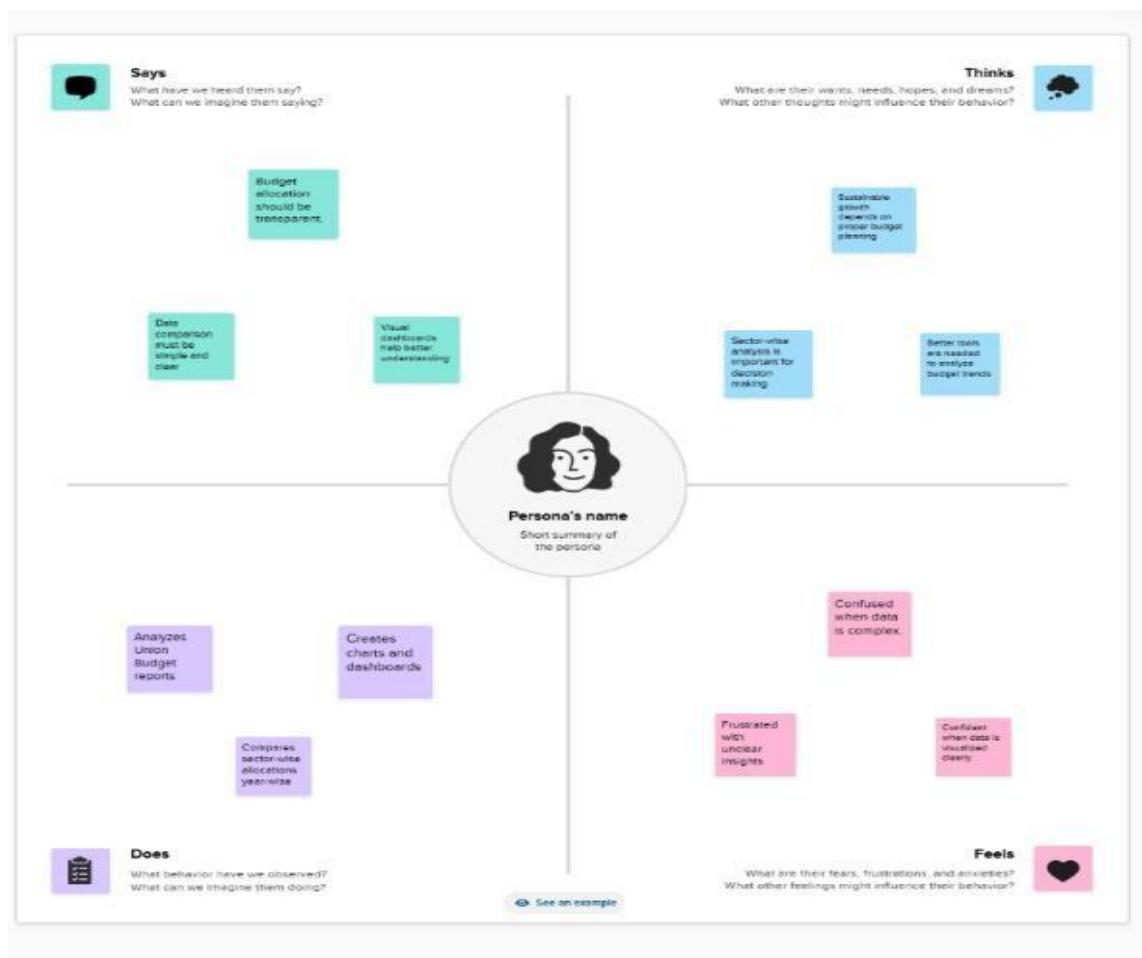 Says
What have we heard them say?
What can we imagine them saying?
Thinks
What are their wants, needs, hopes, and dreams?
What other thoughts might influence their behavior?
Budget
allocation
should be
transparent.
Data
comparison
must be
simple and
clear
Visual
dashboards
help better
understanding
Sustainable
growth
depends on
proper budget
planning
Sector-wise
analysis is
important for
decision
making
Better tools
are needed
to analyze
budget trends
Persona's name
Short summary of
the persona
Analyzes
Union
Budget
reports
Creates
charts and
dashboards
Compares
sector-wise
allocations
year-wise
Confused
when data
is complex.
Frustrated
with
unclear
insights
Confident
when data is
visualized
clearly
Does
What behavior have we observed?
What can we imagine them doing?
Feels
What are their fears, frustrations, and anxieties?
What other feelings might influence their behavior?
See an example